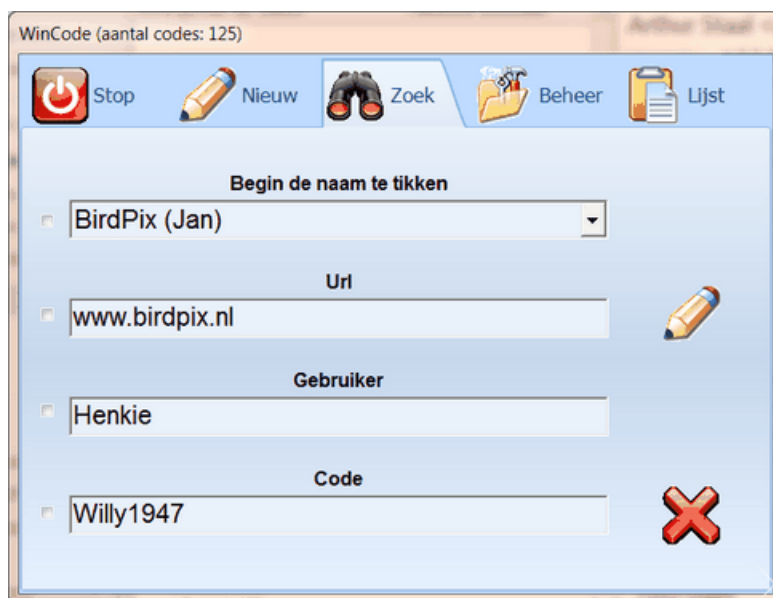 WinCode (aantal codes: 125)
Stop Nieuw Zoek Beheer Lijst
Begin de naam te tikken
BirdPix (Jan)
Url
www.birdpix.nl
Gebruiker
Henkie
Code
Willy1947